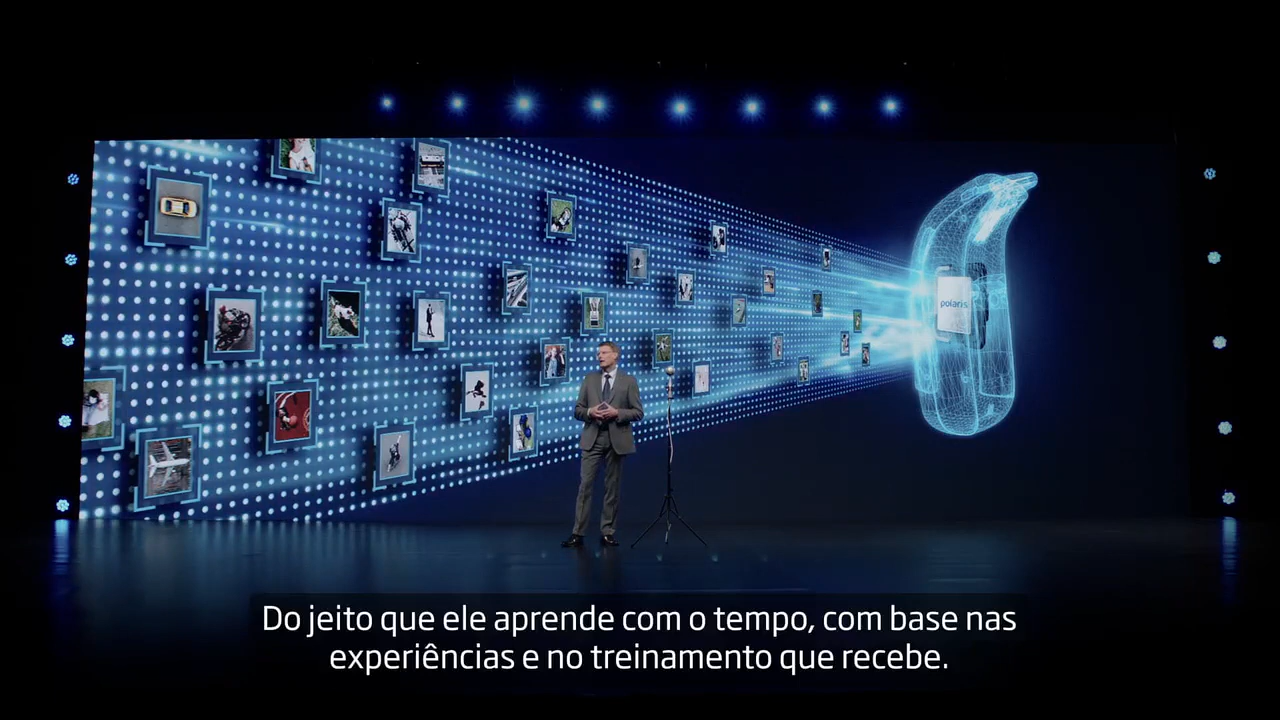 polaris
Do jeito que ele aprende com o tempo, com base nas
experiências e no treinamento que recebe.